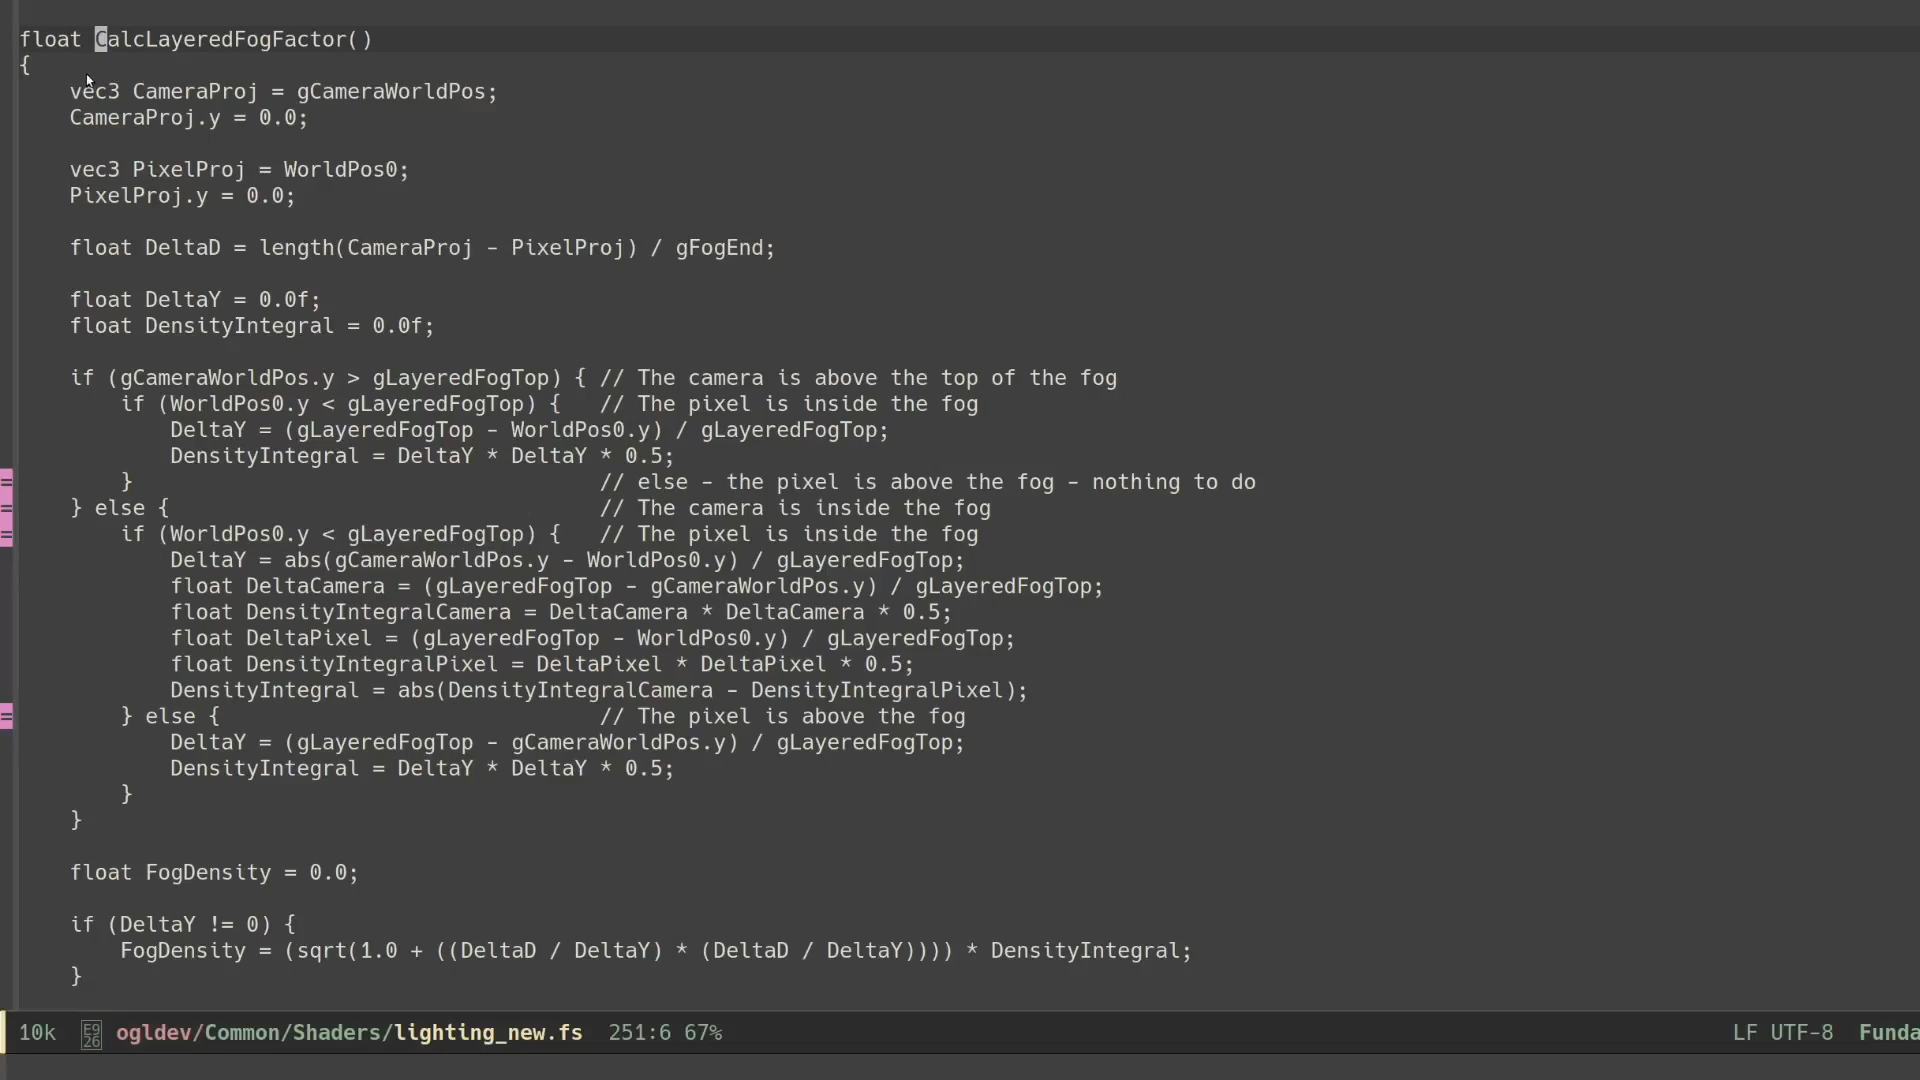 float CalcLayeredFogFactor()
{
    vec3 CameraProj = gCameraWorldPos;
    CameraProj.y = 0.0;

    vec3 PixelProj = WorldPos0;
    PixelProj.y = 0.0;

    float DeltaD = length(CameraProj - PixelProj) / gFogEnd;

    float DeltaY = 0.0f;
    float DensityIntegral = 0.0f;

    if (gCameraWorldPos.y > gLayeredFogTop) { // The camera is above the top of the fog
        if (WorldPos0.y < gLayeredFogTop) {   // The pixel is inside the fog
            DeltaY = (gLayeredFogTop - WorldPos0.y) / gLayeredFogTop;
            DensityIntegral = DeltaY * DeltaY * 0.5;
        }                                     // else - the pixel is above the fog - nothing to do
    } else {                                  // The camera is inside the fog
        if (WorldPos0.y < gLayeredFogTop) {   // The pixel is inside the fog
            DeltaY = abs(gCameraWorldPos.y - WorldPos0.y) / gLayeredFogTop;
            float DeltaCamera = (gLayeredFogTop - gCameraWorldPos.y) / gLayeredFogTop;
            float DensityIntegralCamera = DeltaCamera * DeltaCamera * 0.5;
            float DeltaPixel = (gLayeredFogTop - WorldPos0.y) / gLayeredFogTop;
            float DensityIntegralPixel = DeltaPixel * DeltaPixel * 0.5;
            DensityIntegral = abs(DensityIntegralCamera - DensityIntegralPixel);
        } else {                              // The pixel is above the fog
            DeltaY = (gLayeredFogTop - gCameraWorldPos.y) / gLayeredFogTop;
            DensityIntegral = DeltaY * DeltaY * 0.5;
        }
    }

    float FogDensity = 0.0;

    if (DeltaY != 0) {
        FogDensity = (sqrt(1.0 + ((DeltaD / DeltaY) * (DeltaD / DeltaY)))) * DensityIntegral;
    }
10k E926 ogldev/Common/Shaders/lighting_new.fs 251:6 67% LF UTF-8 Funda